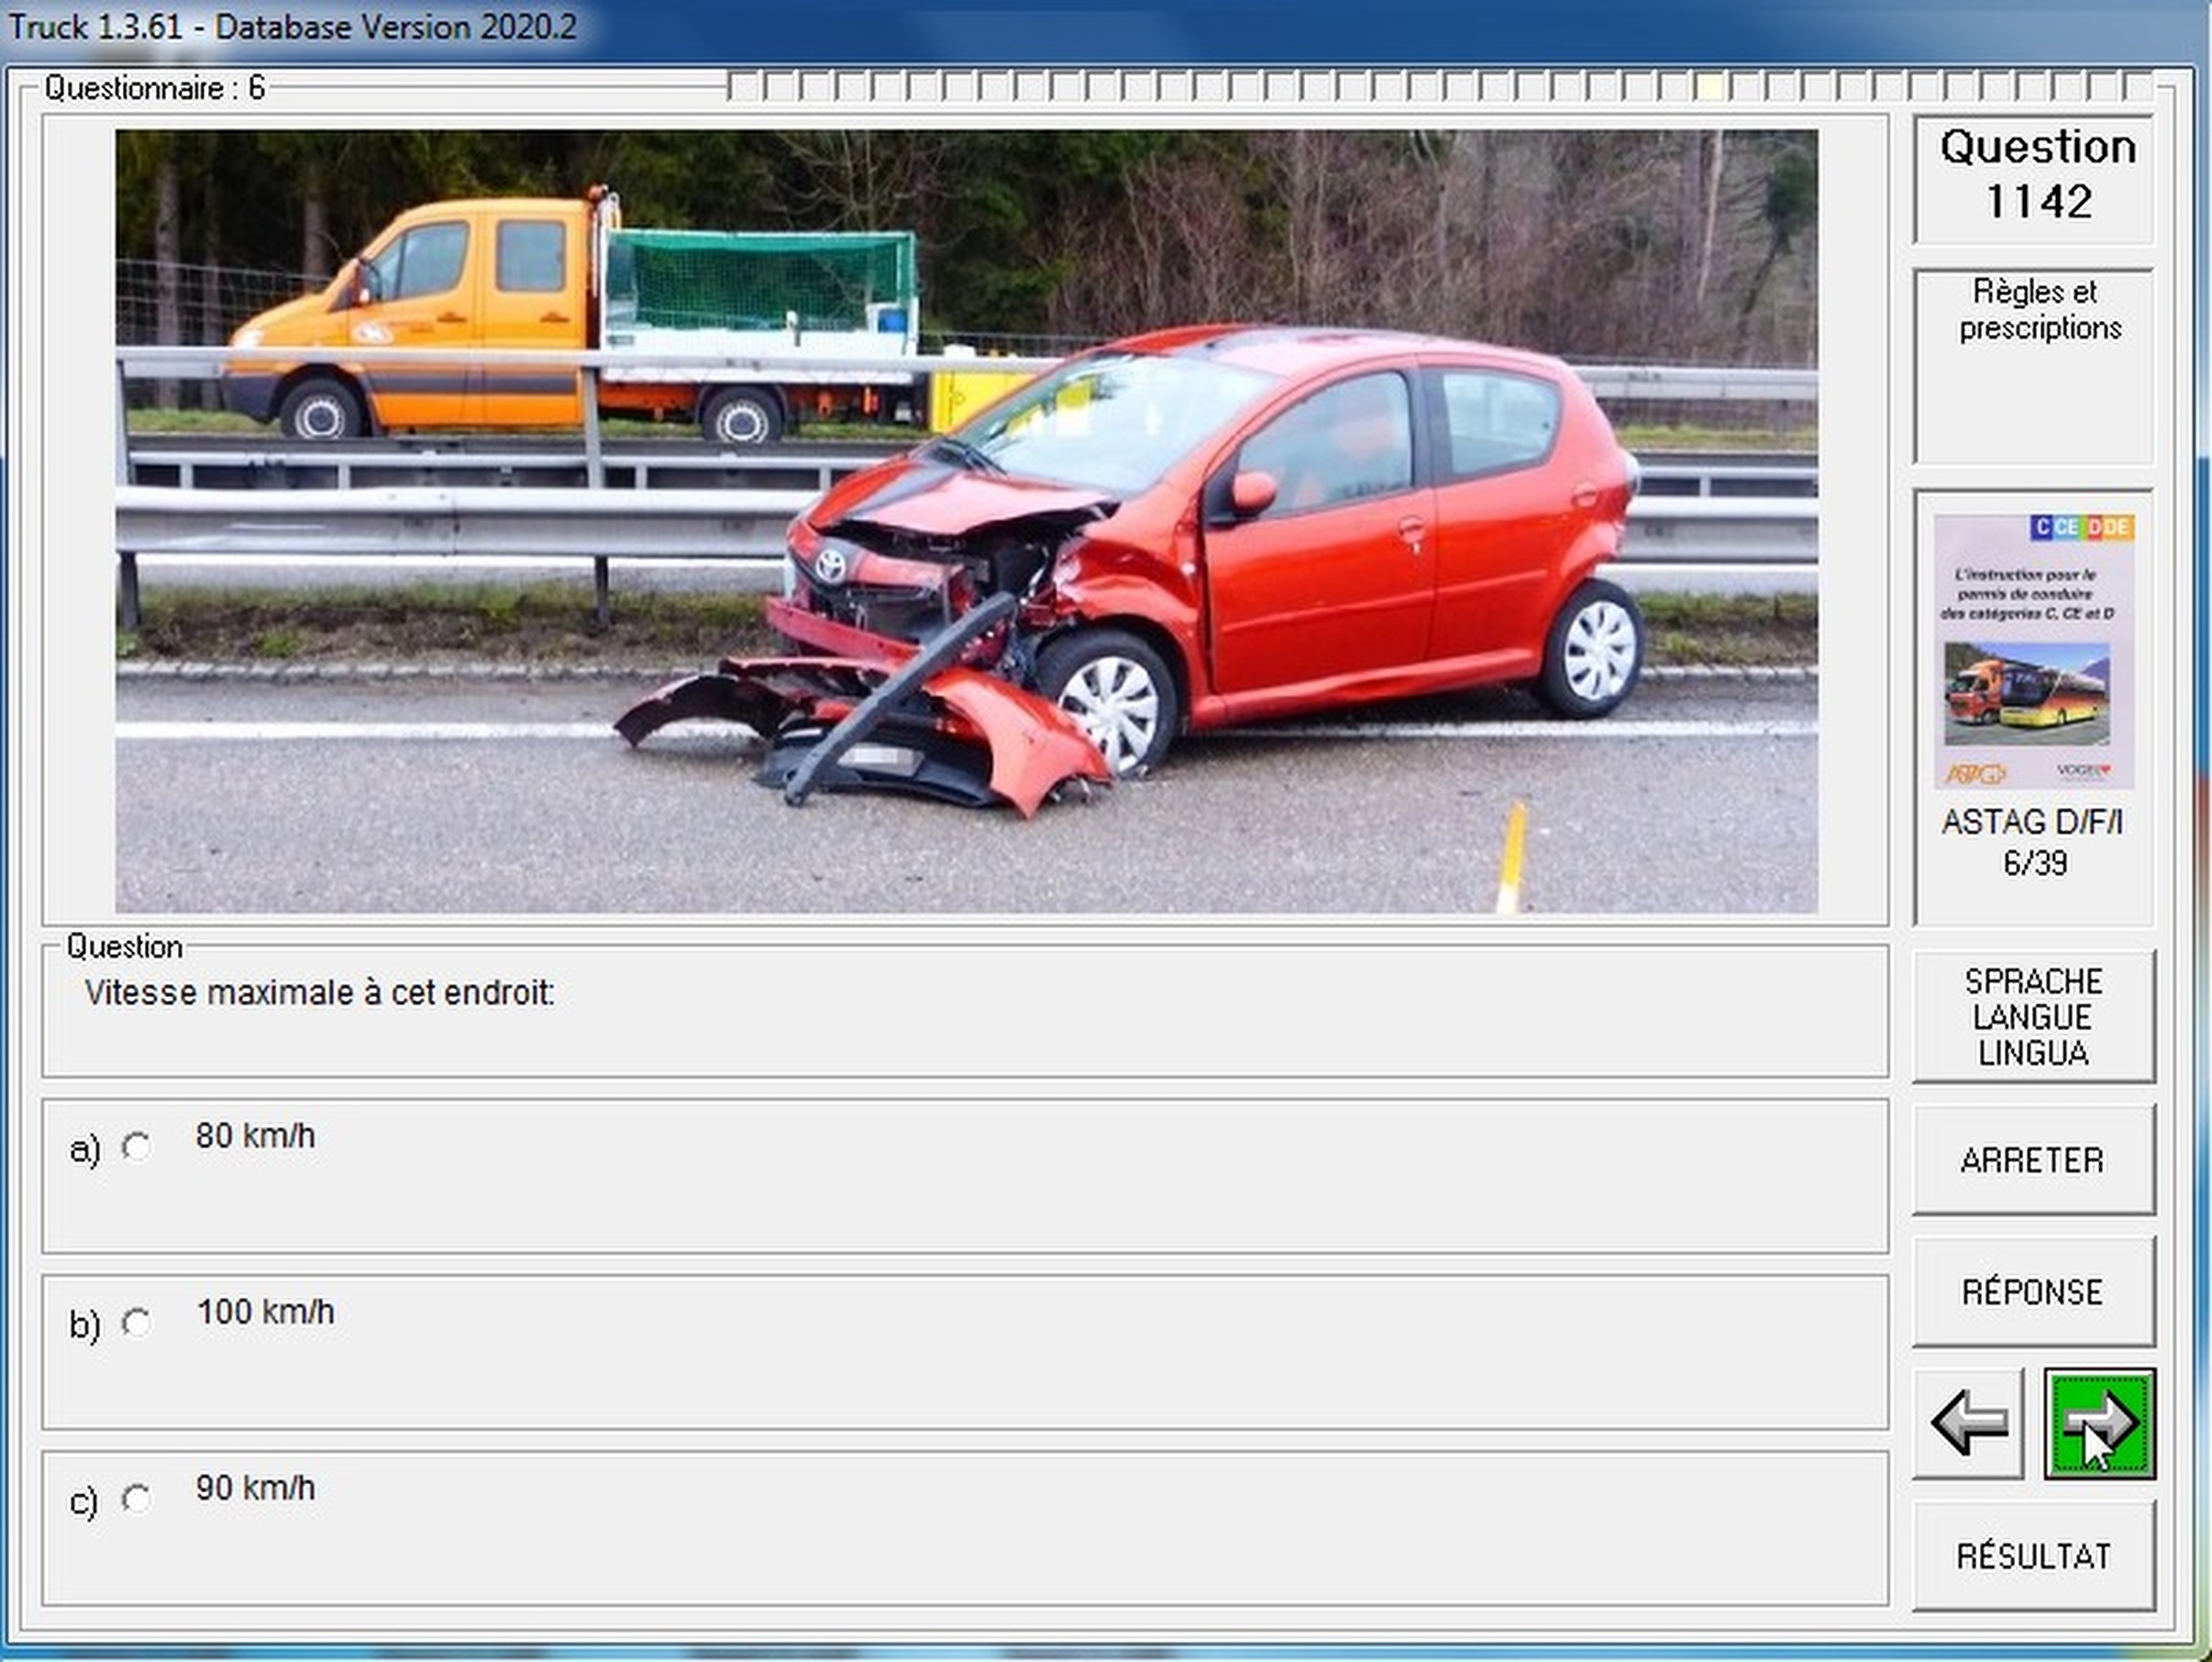 Truck 1.3.61 - Database Version 2020.2
Questionnaire : 6
Question
1142
Règles et
prescriptions
C CE D DE
L'instruction pour le
permis de conduire
des catégories C, CE et D
ASTAG
VOGEL
ASTAG D/F/I
6/39
Question
Vitesse maximale à cet endroit:
a) 80 km/h
b) 100 km/h
c) 90 km/h
SPRACHE
LANGUE
LINGUA
ARRETER
RÉPONSE
RÉSULTAT